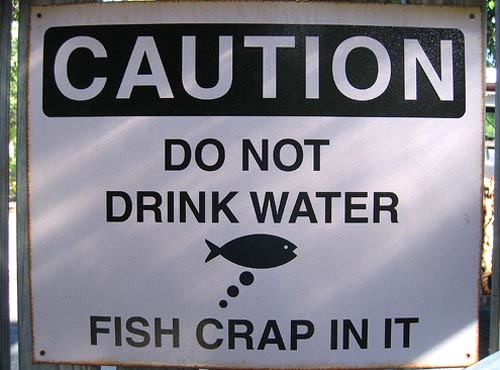 CAUTION
DO NOT
DRINK WATER
FISH CRAP IN IT